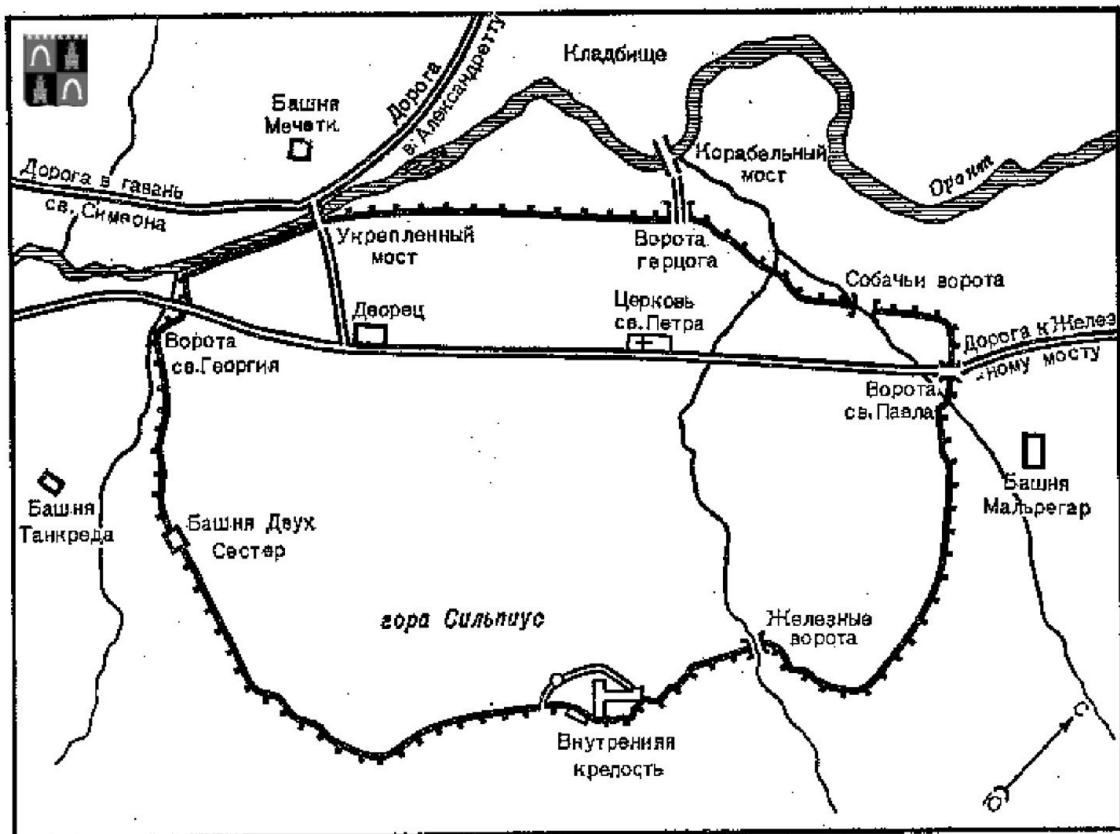 Кладбище
Башня
Мечети
Дорога
в Александретту
Дорога в гавань
св. Симеона
Корабельный
мост
Оронт
Укрепленный
мост
Ворота
герцога
Собачьи ворота
Дворец
Церковь
св. Петра
Дорога к Желез
-ному мосту
Ворота
св. Георгия
Ворота
св. Павла
Башня
Мальрегар
Башня
Танкреда
Башня Двух
Сестер
гора Сильпиус
Железные
ворота
Внутренняя
крепость
С
Ю